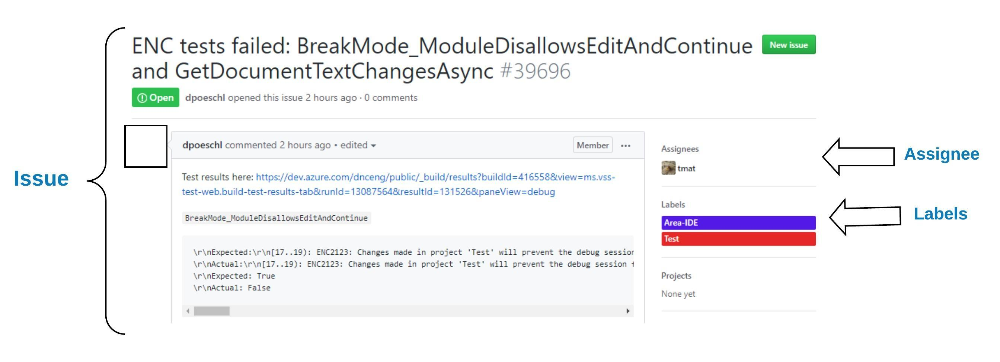 ENC tests failed: BreakMode_ModuleDisallowsEditAndContinue
and GetDocumentTextChangesAsync #39696
New issue
Open
dpoeschl opened this issue 2 hours ago · 0 comments
Issue
dpoeschl commented 2 hours ago • edited
Member
Test results here: https://dev.azure.com/dnceng/public/_build/results?buildId=416558&view=ms.vss-
test-web.build-test-results-tab&runId=13087564&resultId=131526&paneView=debug
BreakMode_ModuleDisallowsEditAndContinue
\r\nExpected:\r\n[17..19): ENC2123: Changes made in project 'Test' will prevent the debug session
\r\nActual:\r\n[17..19): ENC2123: Changes made in project 'Test' will prevent the debug session
\r\nExpected: True
\r\nActual: False
Assignees
tmat
Labels
Area-IDE
Test
Projects
None yet
Assignee
Labels